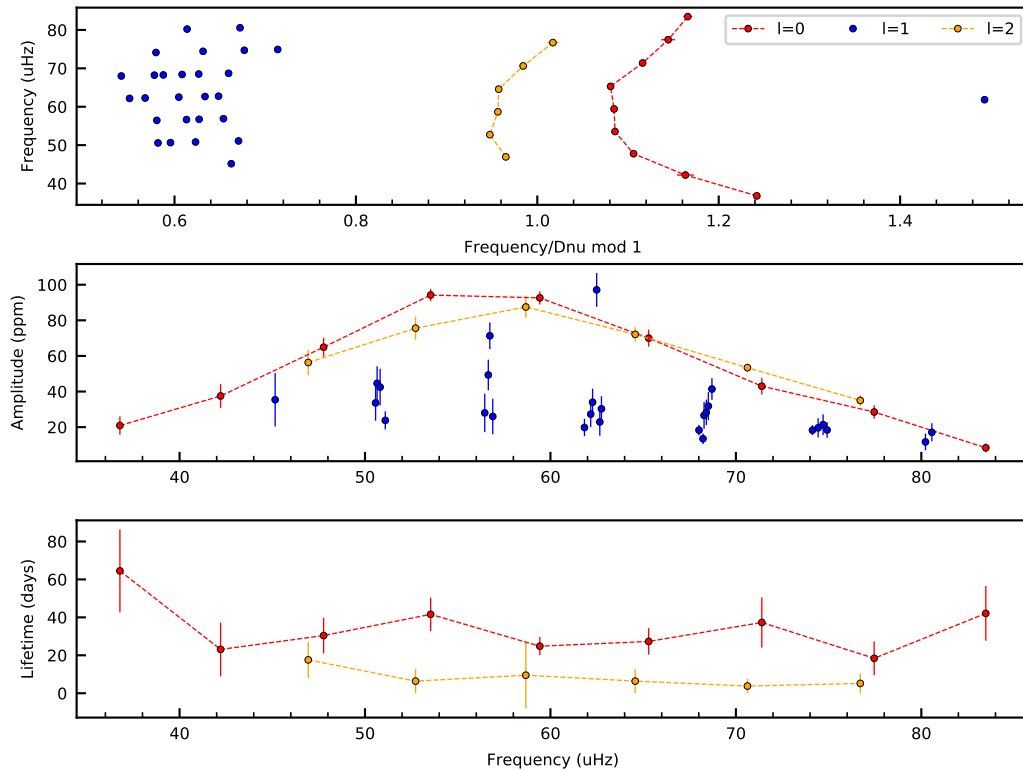 80
70
60
50
40
Frequency (uHz)
l=0 l=1 l=2
0.6 0.8 1.0 1.2 1.4
Frequency/Dnu mod 1
100
80
60
40
20
Amplitude (ppm)
40 50 60 70 80
80
60
40
20
0
Lifetime (days)
40 50 60 70 80
Frequency (uHz)